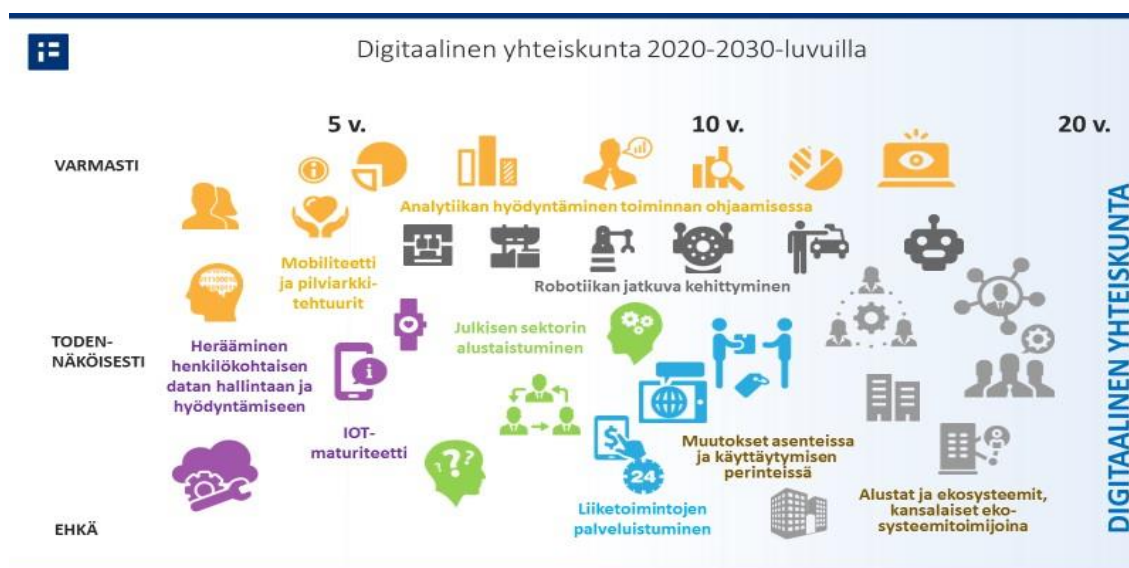 Digitaalinen yhteiskunta 2020-2030-luvuilla
5 v.
10 v.
20 v.
VARMASTI
Analytiikan hyödyntäminen toiminnan ohjaamisessa
Mobiliteetti
ja pilviarkki-
tehtuurit
Robotiikan jatkuva kehittyminen
TODEN-
NÄKÖISESTI
Herääminen
henkilökohtaisen
datan hallintaan ja
hyödyntämiseen
Julkisen sektorin
alustaistuminen
IOT-
maturiteetti
???
$
24
Muutokset asenteissa
ja käyttäytymisen
perinteissä
Liiketoimintojen
palveluistuminen
Alustat ja ekosysteemit,
kansalaiset eko-
systeemitoimijoina
EHKÄ
DIGITAALINEN YHTEISKUNTA